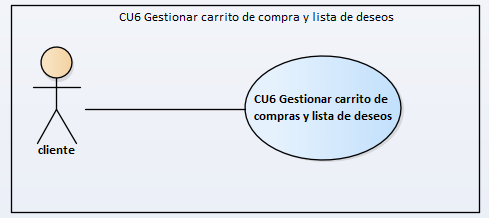 CU6 Gestionar carrito de compra y lista de deseos
CU6 Gestionar carrito de
compras y lista de deseos
cliente